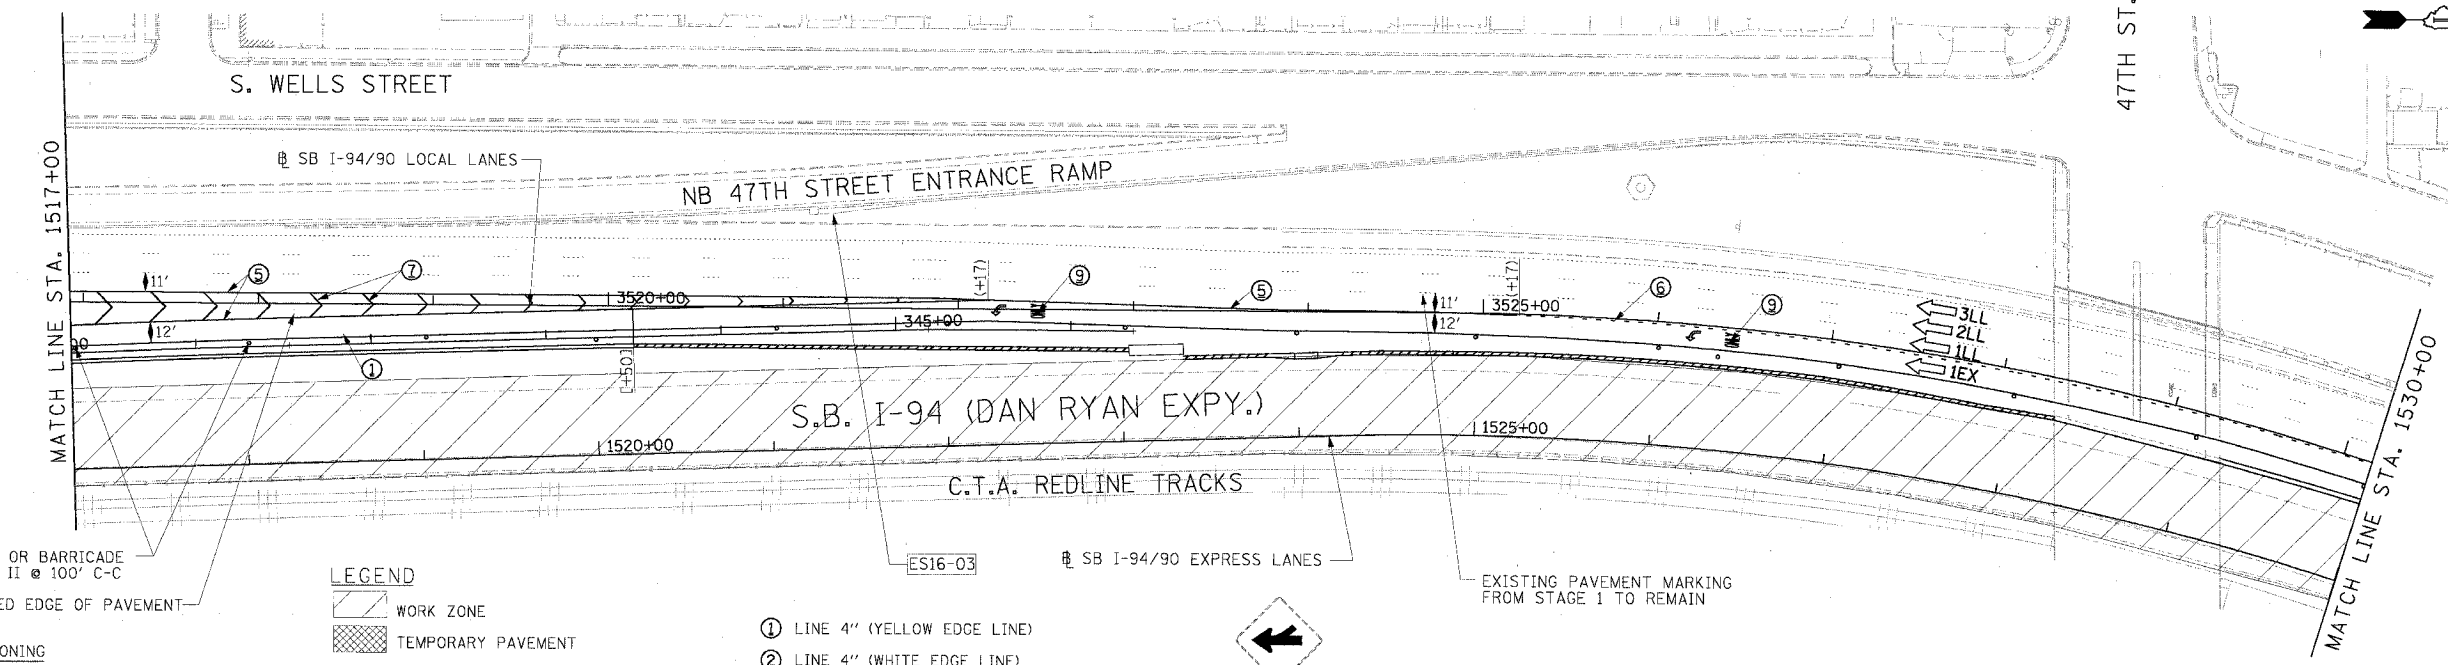 S. WELLS STREET
47TH ST.
MATCH LINE STA. 1517+00
℄ SB I-94/90 LOCAL LANES
NB 47TH STREET ENTRANCE RAMP
11'
5
7
3520+00
(+17)
9
5
11'
(+17)
3525+00
6
9
3LL
2LL
1LL
1EX
12'
345+00
12'
1
[+50]
S.B. I-94 (DAN RYAN EXPY.)
1520+00
1525+00
C.T.A. REDLINE TRACKS
MATCH LINE STA. 1530+00
OR BARRICADE
II @ 100' C-C
ED EDGE OF PAVEMENT
ONING
LEGEND
WORK ZONE
TEMPORARY PAVEMENT
ES16-03
℄ SB I-94/90 EXPRESS LANES
EXISTING PAVEMENT MARKING
FROM STAGE 1 TO REMAIN
1 LINE 4" (YELLOW EDGE LINE)
2 LINE 4" (WHITE EDGE LINE)